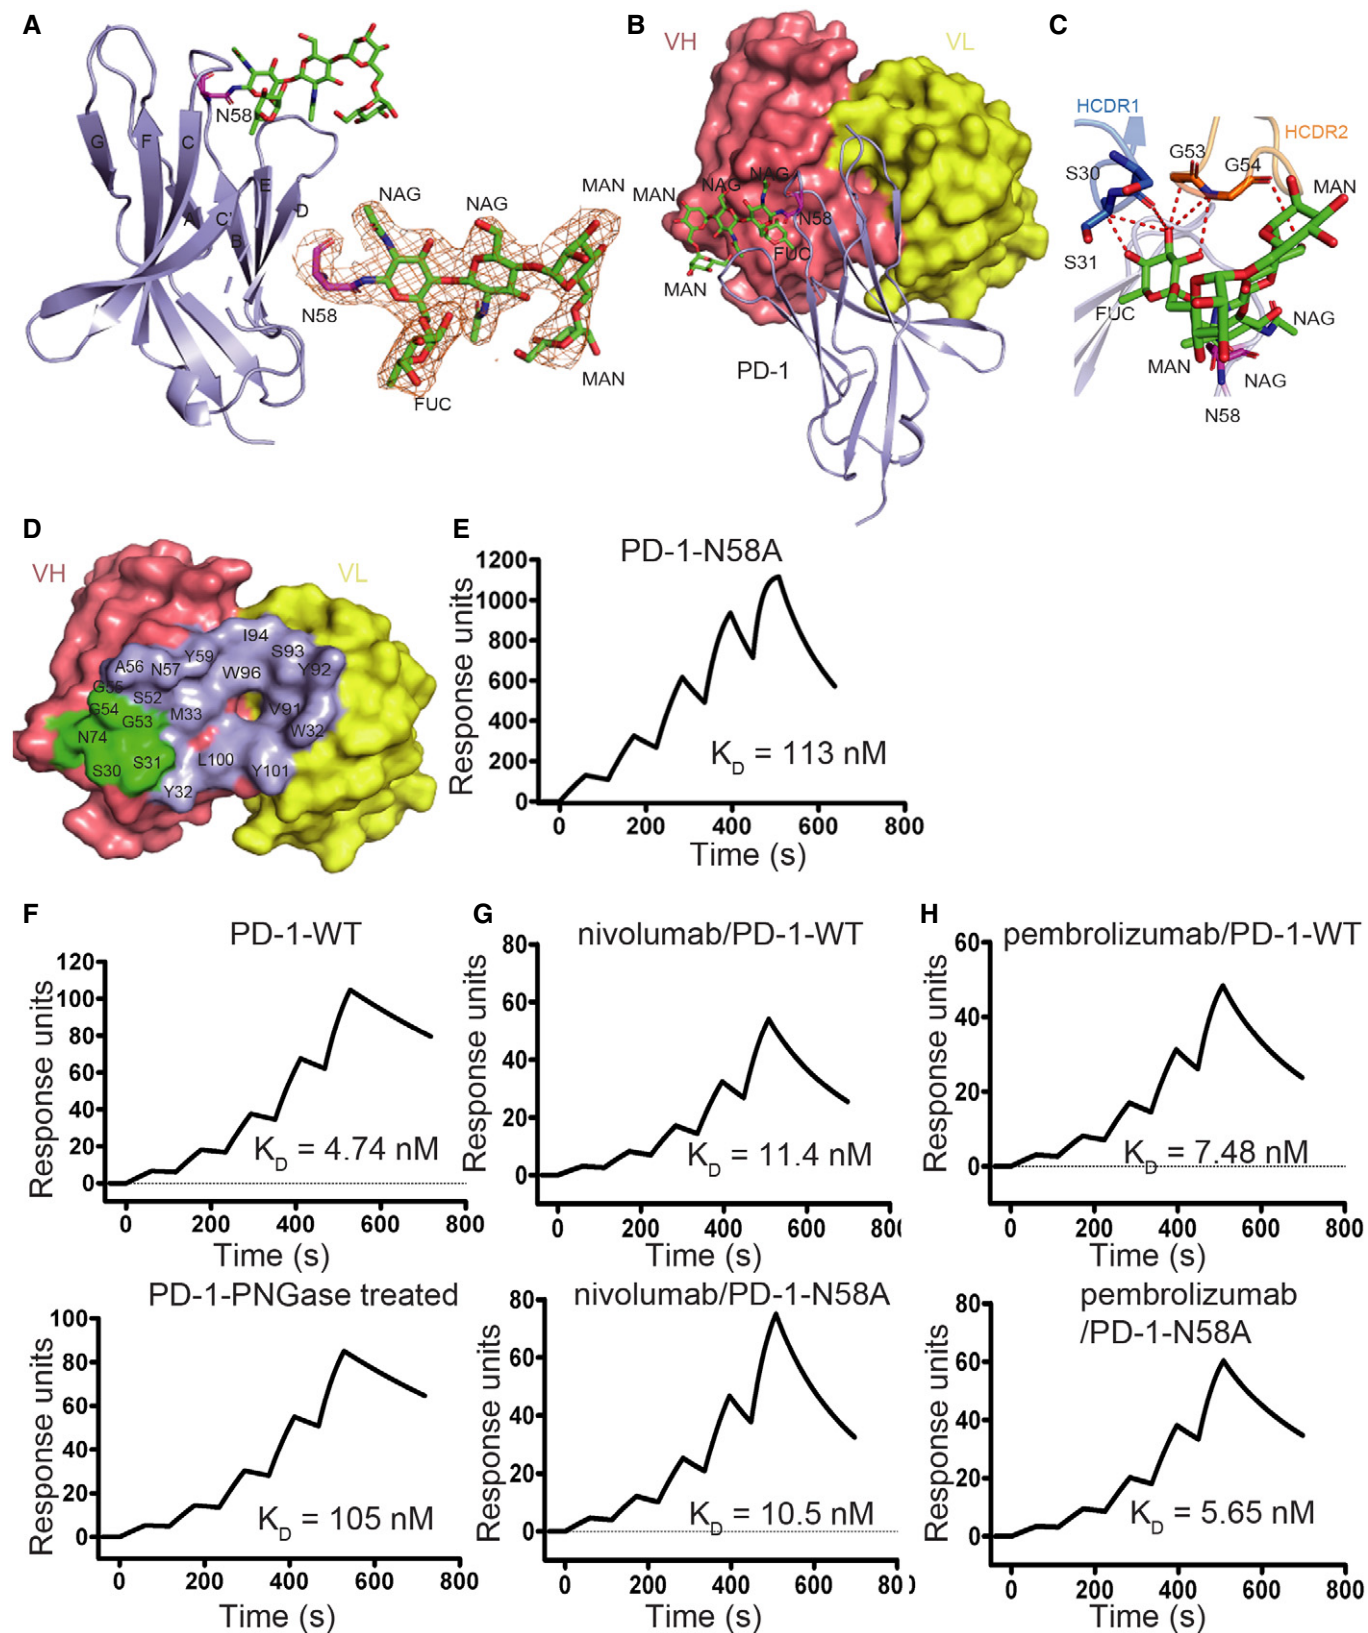 A
N58
G
F
C
E
A
C'
B
D
NAG
NAG
MAN
N58
FUC
MAN
B
VH
VL
MAN
NAG
NAG
N58
FUC
MAN
PD-1
C
HCDR1
HCDR2
S30
G53
G54
MAN
S31
FUC
NAG
MAN
NAG
N58
D
VH
VL
I94
S93
Y92
Y59
A56
N57
W96
G55
S52
G54
G53
M33
V91
W32
N74
S31
L100
Y101
S30
Y32
E
PD-1-N58A
Response units
1200
1000
800
600
400
200
0
KD = 113 nM
0 200 400 600 800
Time (s)
F
PD-1-WT
Response units
120
100
80
60
40
20
0
KD = 4.74 nM
0 200 400 600 800
Time (s)
PD-1-PNGase treated
Response units
100
80
60
40
20
0
KD = 105 nM
0 200 400 600 800
Time (s)
G
nivolumab/PD-1-WT
Response units
80
60
40
20
0
KD = 11.4 nM
0 200 400 600
Time (s)
nivolumab/PD-1-N58A
Response units
80
60
40
20
0
KD = 10.5 nM
0 200 400 600 800
Time (s)
H
pembrolizumab/PD-1-WT
Response units
60
40
20
0
KD = 7.48 nM
0 200 400 600 800
Time (s)
pembrolizumab
/PD-1-N58A
Response units
80
60
40
20
0
KD = 5.65 nM
0 200 400 600 800
Time (s)